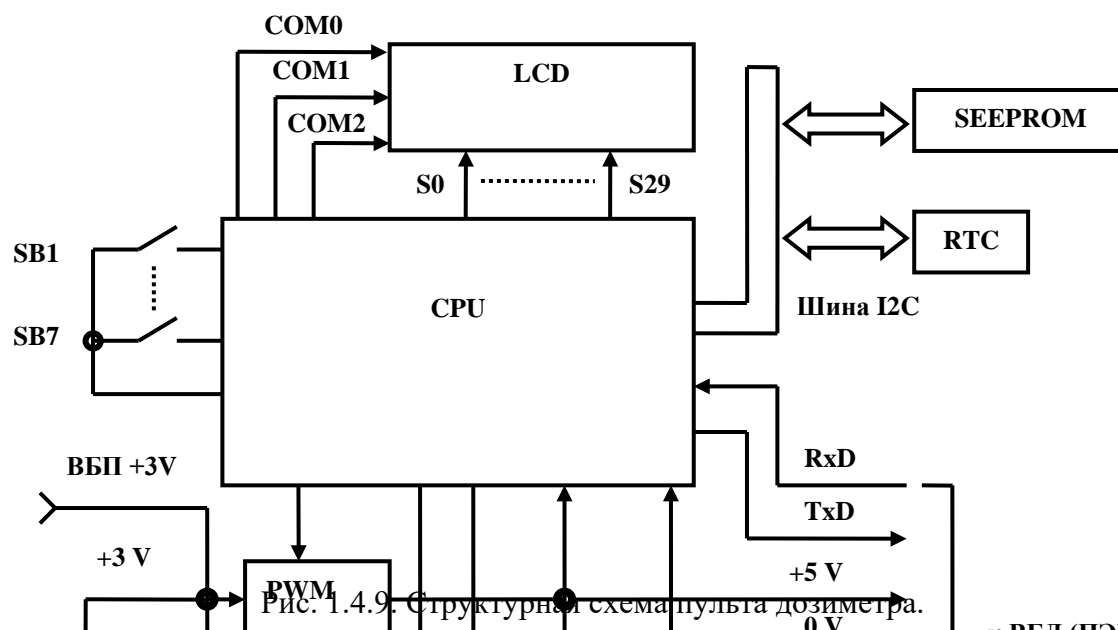 COM0
LCD
COM1
SEEPROM
COM2
S0
S29
SB1
RTC
CPU
Шина I2C
SB7
ВБП +3V
RxD
TxD
+3 V
+5 V
PWM
Рис. 1.4.9. Структурная схема пульта дозиметра.
0 V